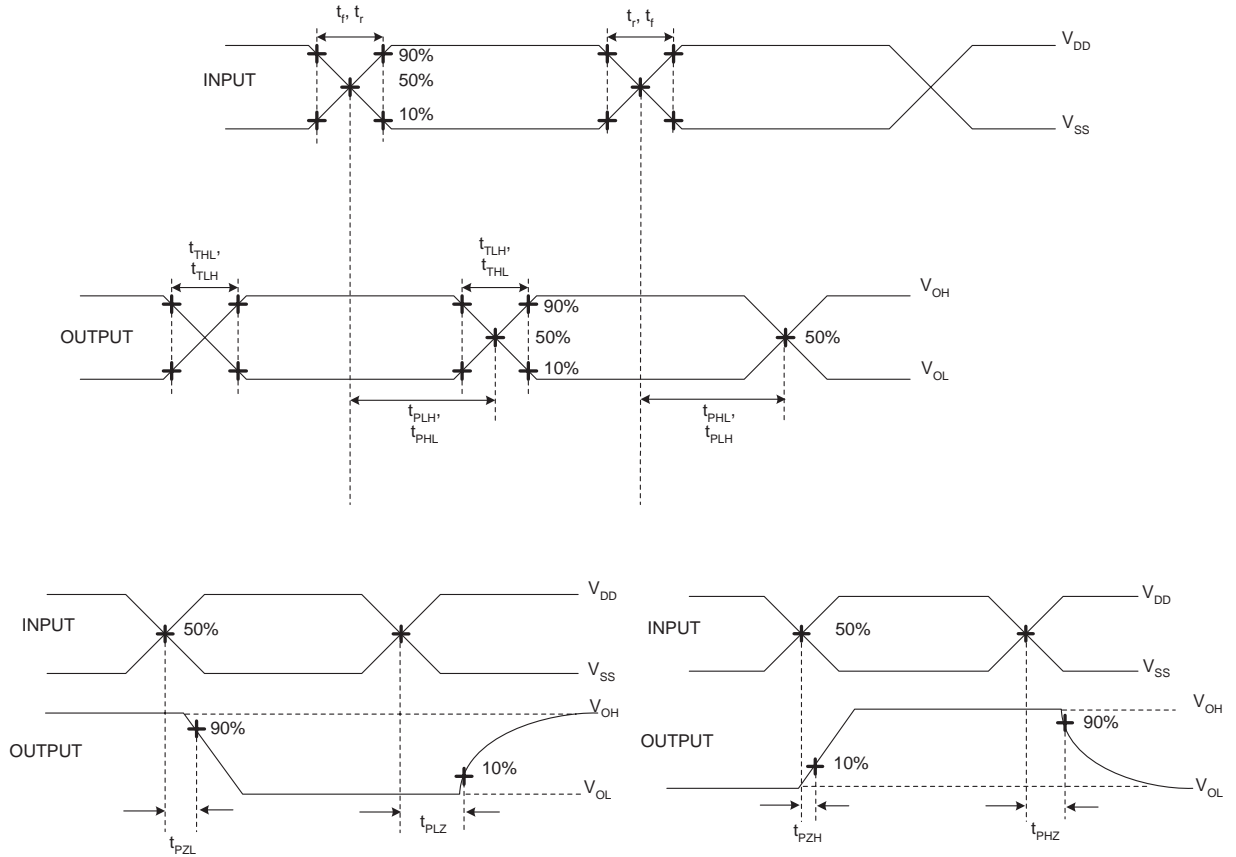 tf, tr
tr, tf
VDD
90%
INPUT
50%
10%
VSS
tTHL,
tTLH
tTLH,
tTHL
VOH
90%
OUTPUT
50%
50%
10%
VOL
tPLH,
tPHL
tPHL,
tPLH
VDD
INPUT
50%
VSS
VOH
90%
OUTPUT
10%
VOL
tPZL
tPLZ
VDD
INPUT
50%
VSS
VOH
90%
OUTPUT
10%
VOL
tPZH
tPHZ